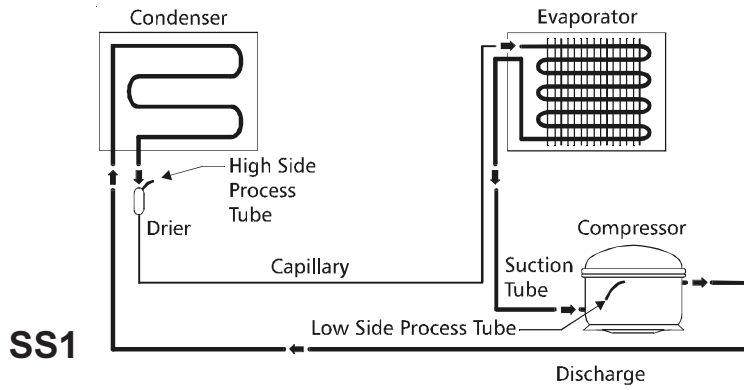 Condenser
Evaporator
High Side
Process
Tube
Drier
Compressor
Capillary
Suction
Tube
Low Side Process Tube
SS1
Discharge